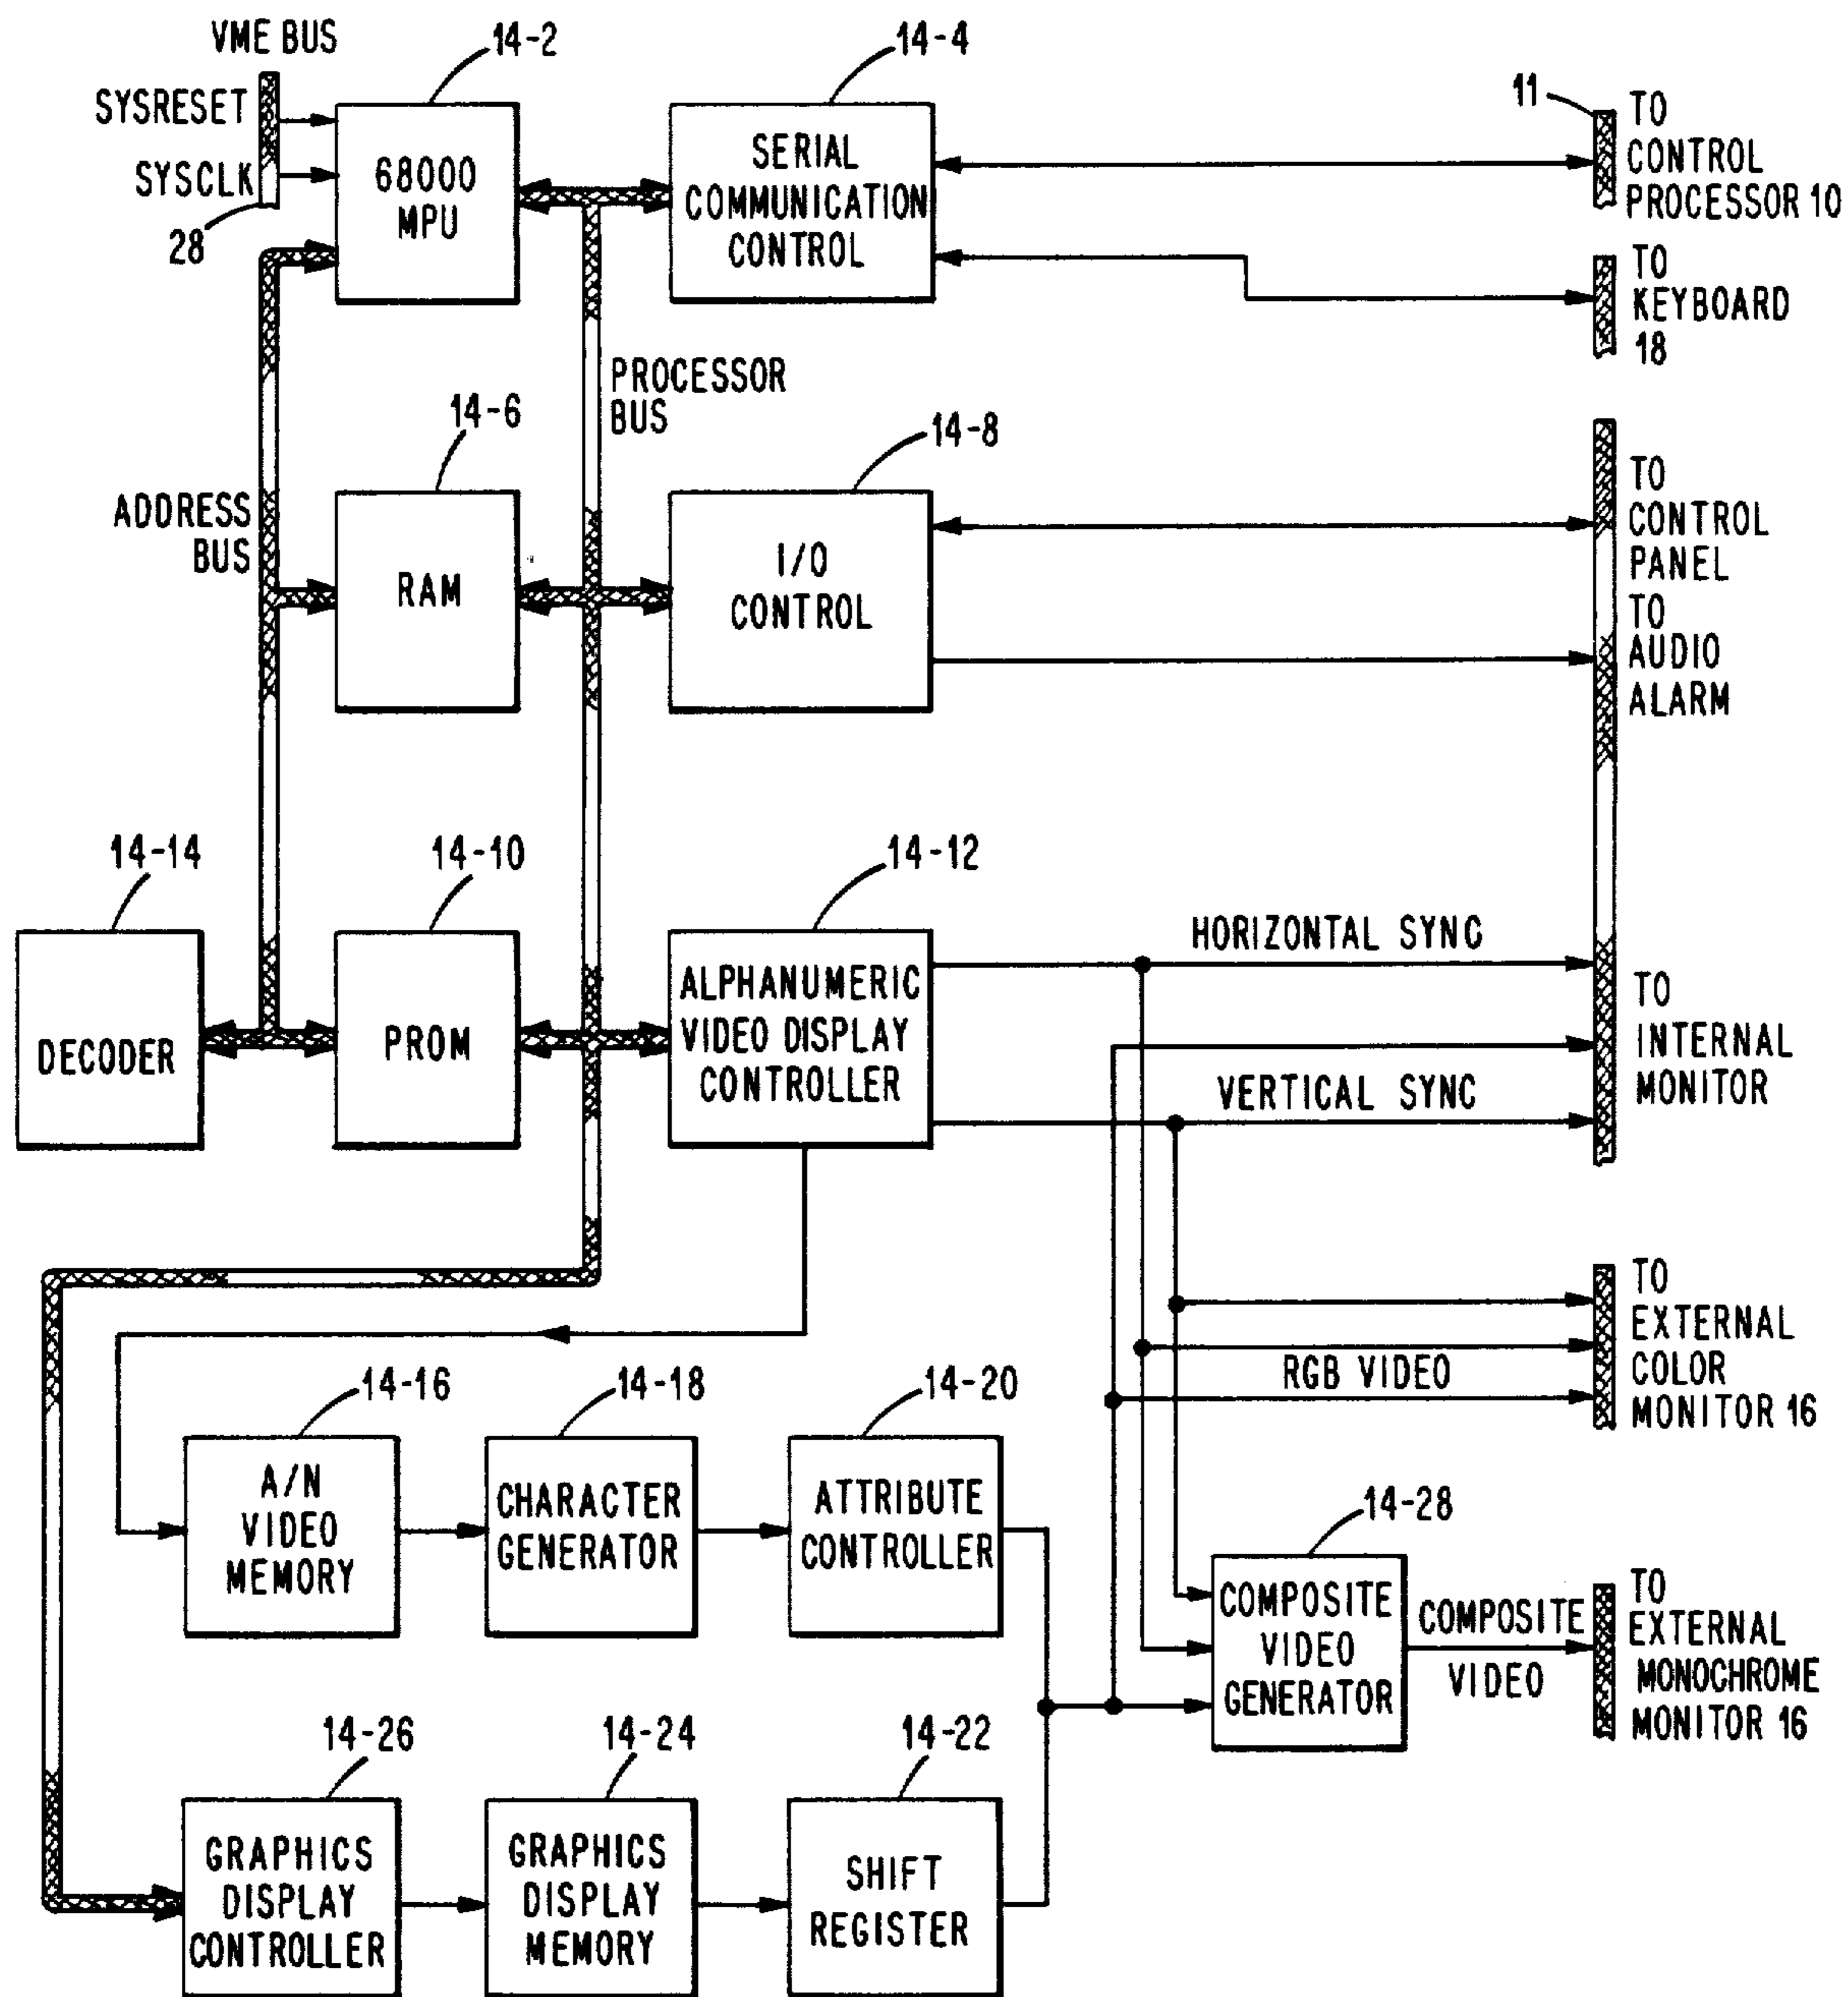 VME BUS
14-2
14-4
SYSRESET
SYSCLK
28
68000
MPU
SERIAL
COMMUNICATION
CONTROL
11
TO
CONTROL
PROCESSOR 10
TO
KEYBOARD
18
PROCESSOR
BUS
14-6
14-8
ADDRESS
BUS
RAM
I/O
CONTROL
TO
CONTROL
PANEL
TO
AUDIO
ALARM
14-14
14-10
14-12
DECODER
PROM
ALPHANUMERIC
VIDEO DISPLAY
CONTROLLER
HORIZONTAL SYNC
VERTICAL SYNC
TO
INTERNAL
MONITOR
RGB VIDEO
TO
EXTERNAL
COLOR
MONITOR 16
14-16
14-18
14-20
A/N
VIDEO
MEMORY
CHARACTER
GENERATOR
ATTRIBUTE
CONTROLLER
14-28
COMPOSITE
VIDEO
GENERATOR
COMPOSITE
VIDEO
TO
EXTERNAL
MONOCHROME
MONITOR 16
14-26
14-24
14-22
GRAPHICS
DISPLAY
CONTROLLER
GRAPHICS
DISPLAY
MEMORY
SHIFT
REGISTER